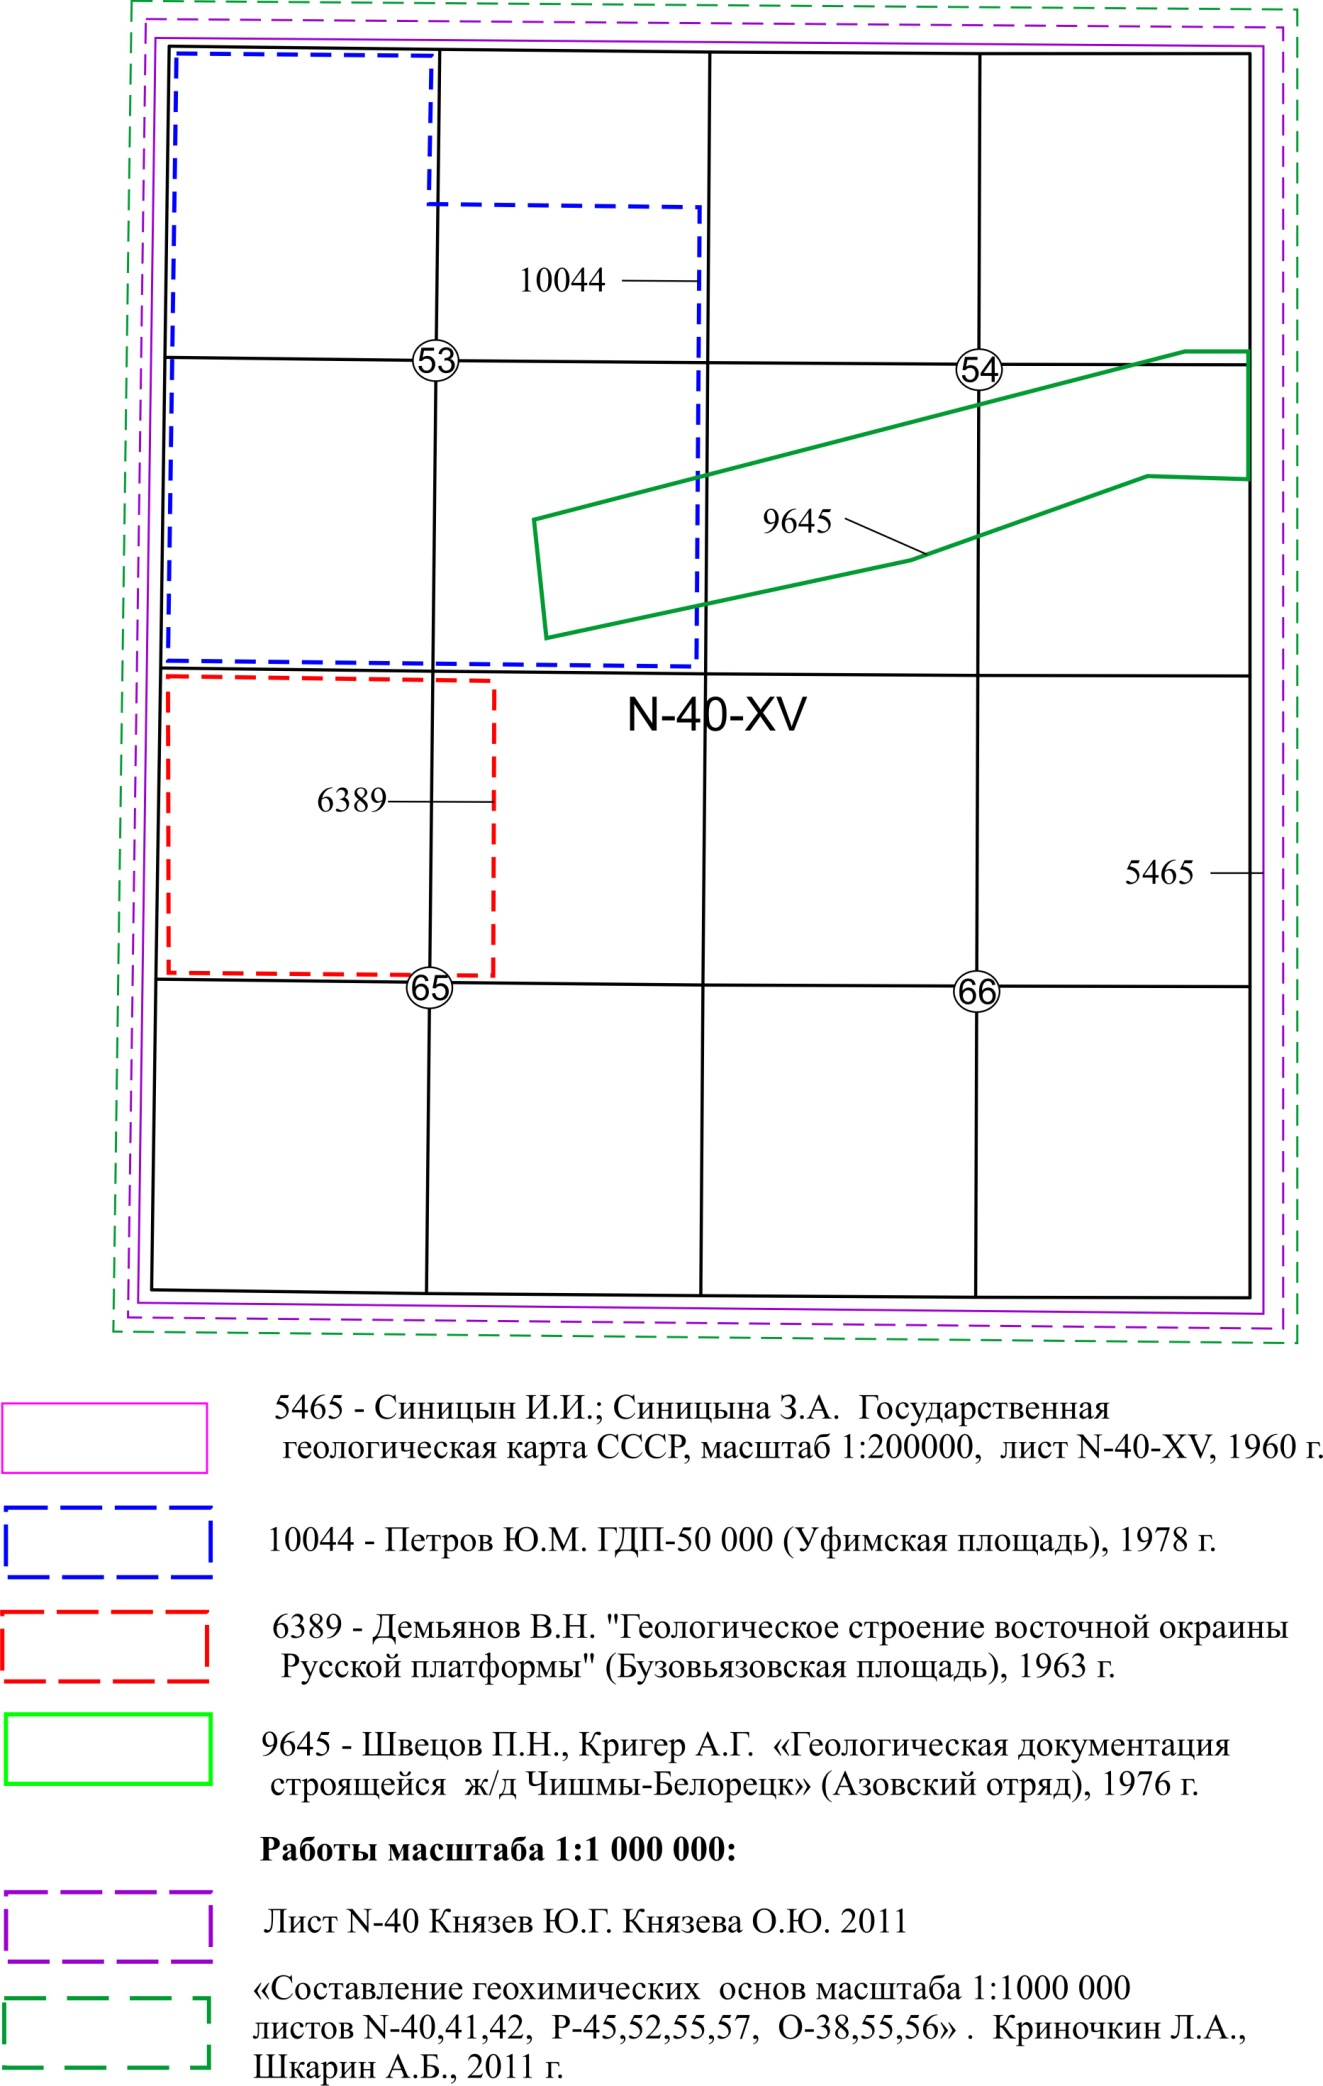 10044
53
54
9645
N-40-XV
6389
5465
65
66
5465 - Синицын И.И.; Синицына З.А. Государственная
геологическая карта СССР, масштаб 1:200000, лист N-40-XV, 1960 г.
10044 - Петров Ю.М. ГДП-50 000 (Уфимская площадь), 1978 г.
6389 - Демьянов В.Н. "Геологическое строение восточной окраины
Русской платформы" (Бузовьязовская площадь), 1963 г.
9645 - Швецов П.Н., Кригер А.Г. «Геологическая документация
строящейся ж/д Чишмы-Белорецк» (Азовский отряд), 1976 г.
Работы масштаба 1:1 000 000:
Лист N-40 Князев Ю.Г. Князева О.Ю. 2011
«Составление геохимических основ масштаба 1:1000 000
листов N-40,41,42, P-45,52,55,57, O-38,55,56» . Криночкин Л.А.,
Шкарин А.Б., 2011 г.